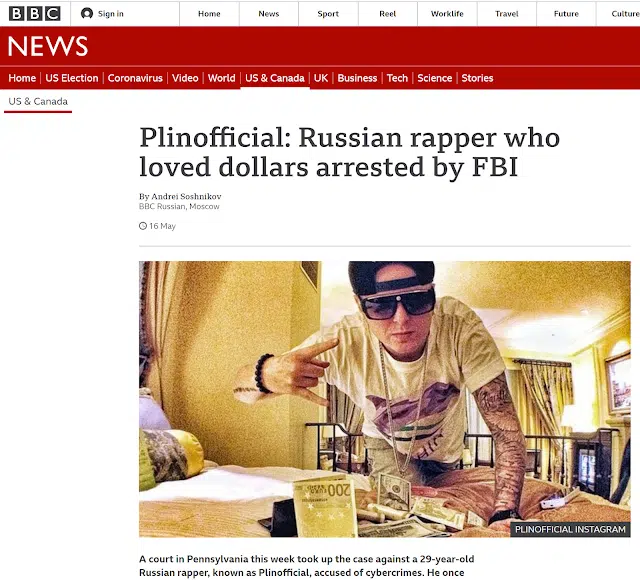 BBC Sign in Home News Sport Reel Worklife Travel Future Culture
NEWS
Home US Election Coronavirus Video World US & Canada UK Business Tech Science Stories
US & Canada
Plinofficial: Russian rapper who
loved dollars arrested by FBI
By Andrei Soshnikov
BBC Russian, Moscow
16 May
200
EURO
PLINOFFICIAL INSTAGRAM
A court in Pennsylvania this week took up the case against a 29-year-old
Russian rapper, known as Plinofficial, accused of cybercrimes. He once